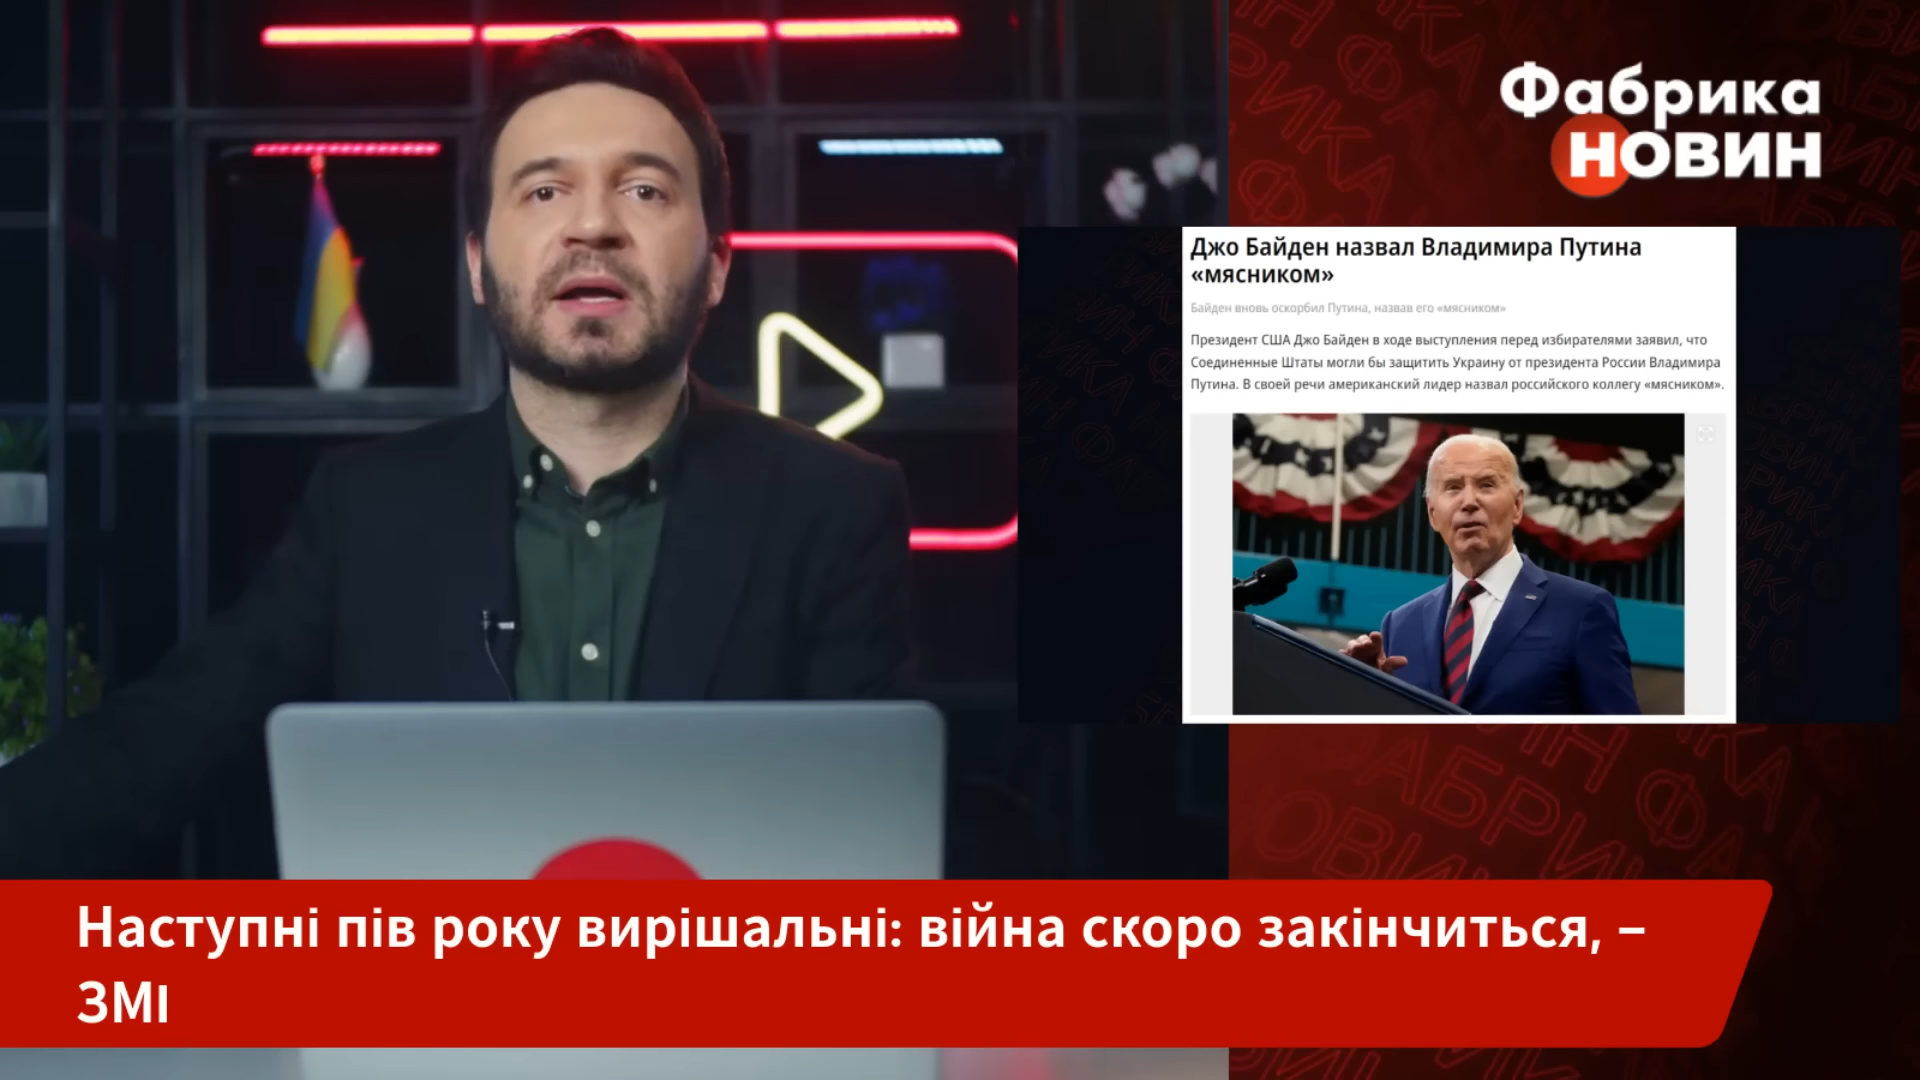 Фабрика
новин
Джо Байден назвал Владимира Путина
«мясником»
Байден вновь оскорбил Путина, назвав его «мясником»
Президент США Джо Байден в ходе выступления перед избирателями заявил, что
Соединенные Штаты могли бы защитить Украину от президента России Владимира
Путина. В своей речи американский лидер назвал российского коллегу «мясником».
Наступні пів року вирішальні: війна скоро закінчиться, –
ЗМІ